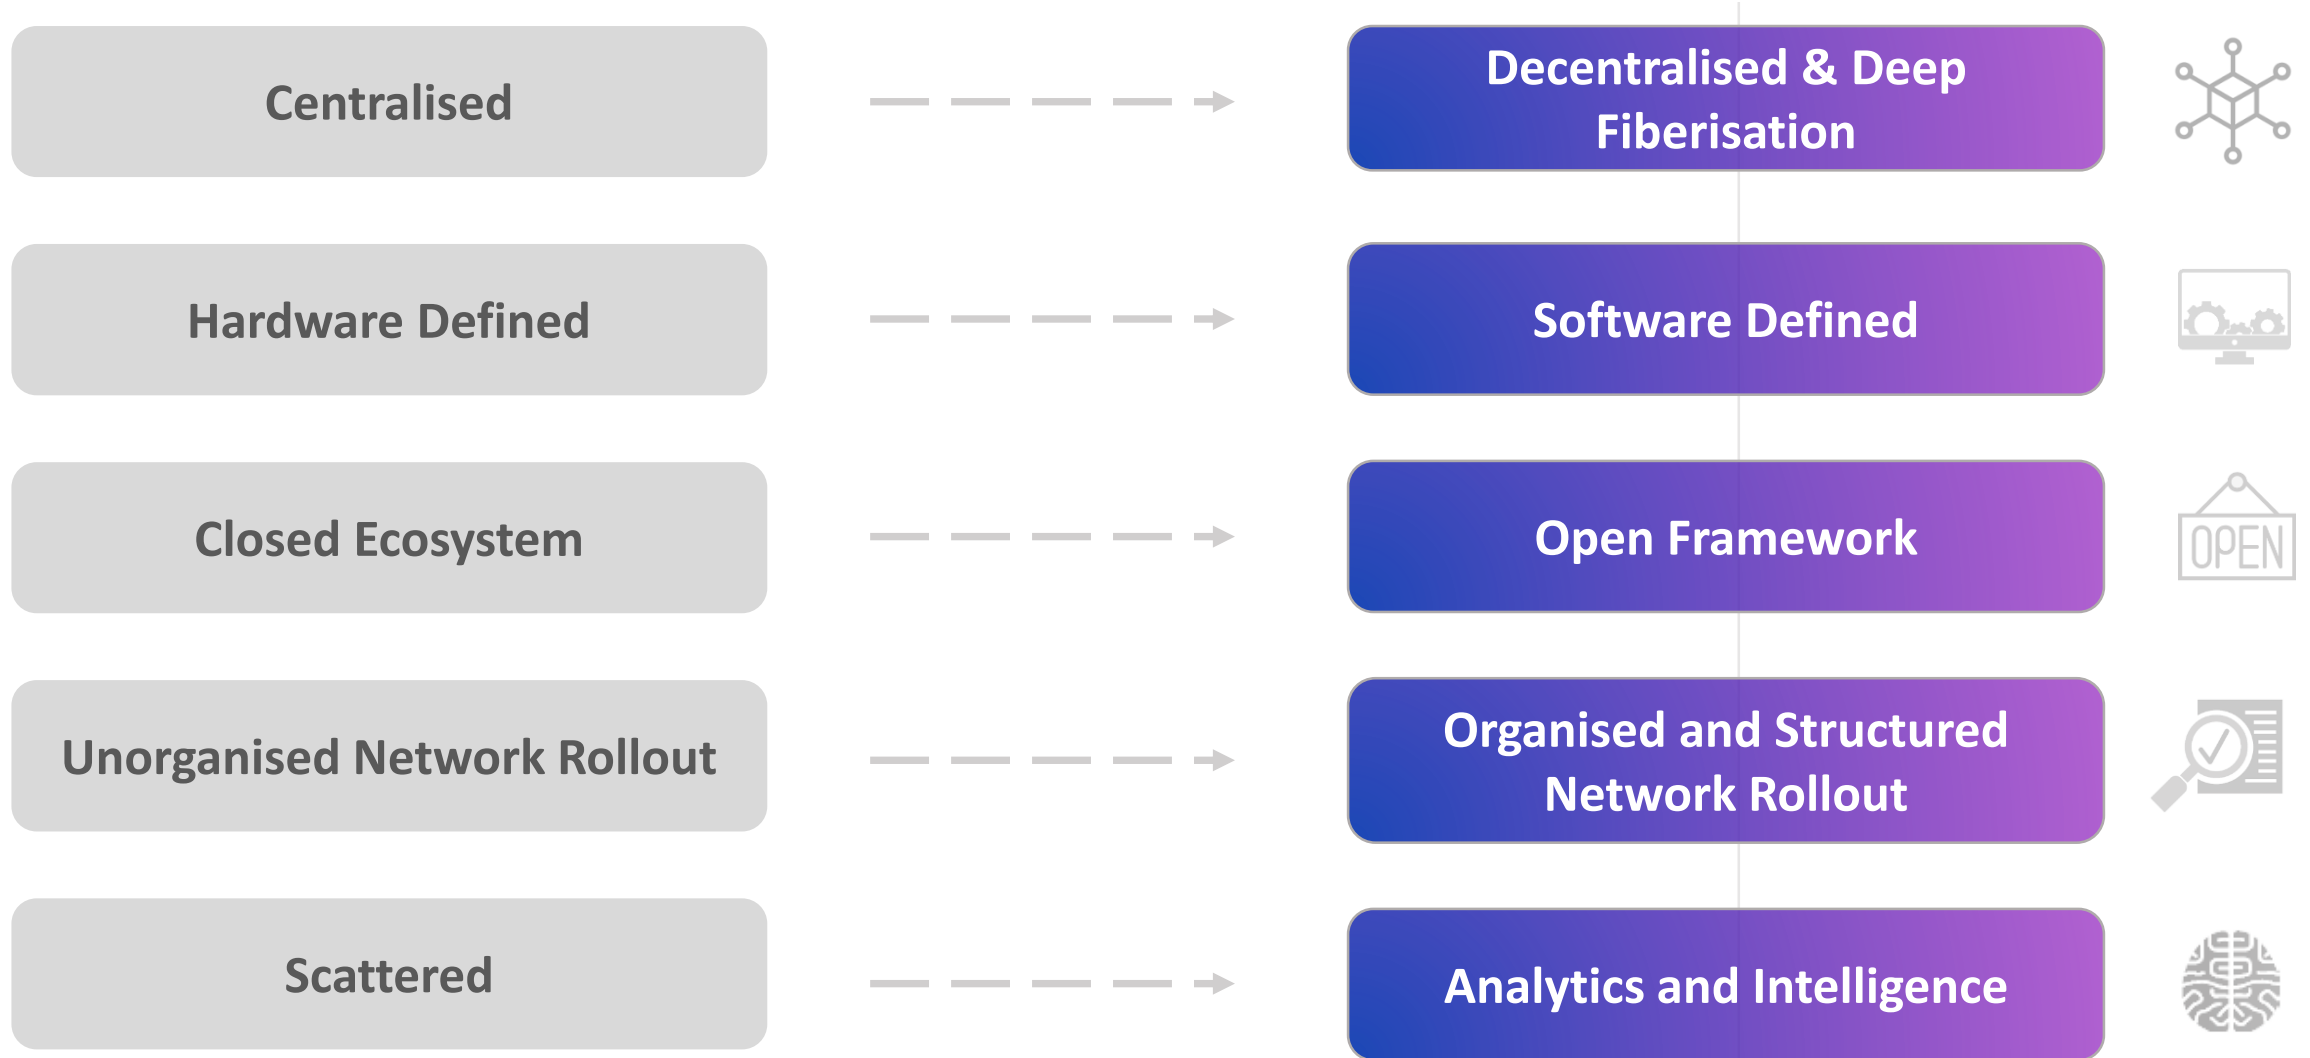 Centralised
Decentralised & Deep
Fiberisation
Hardware Defined
Software Defined
Closed Ecosystem
Open Framework
OPEN
Unorganised Network Rollout
Organised and Structured
Network Rollout
Scattered
Analytics and Intelligence